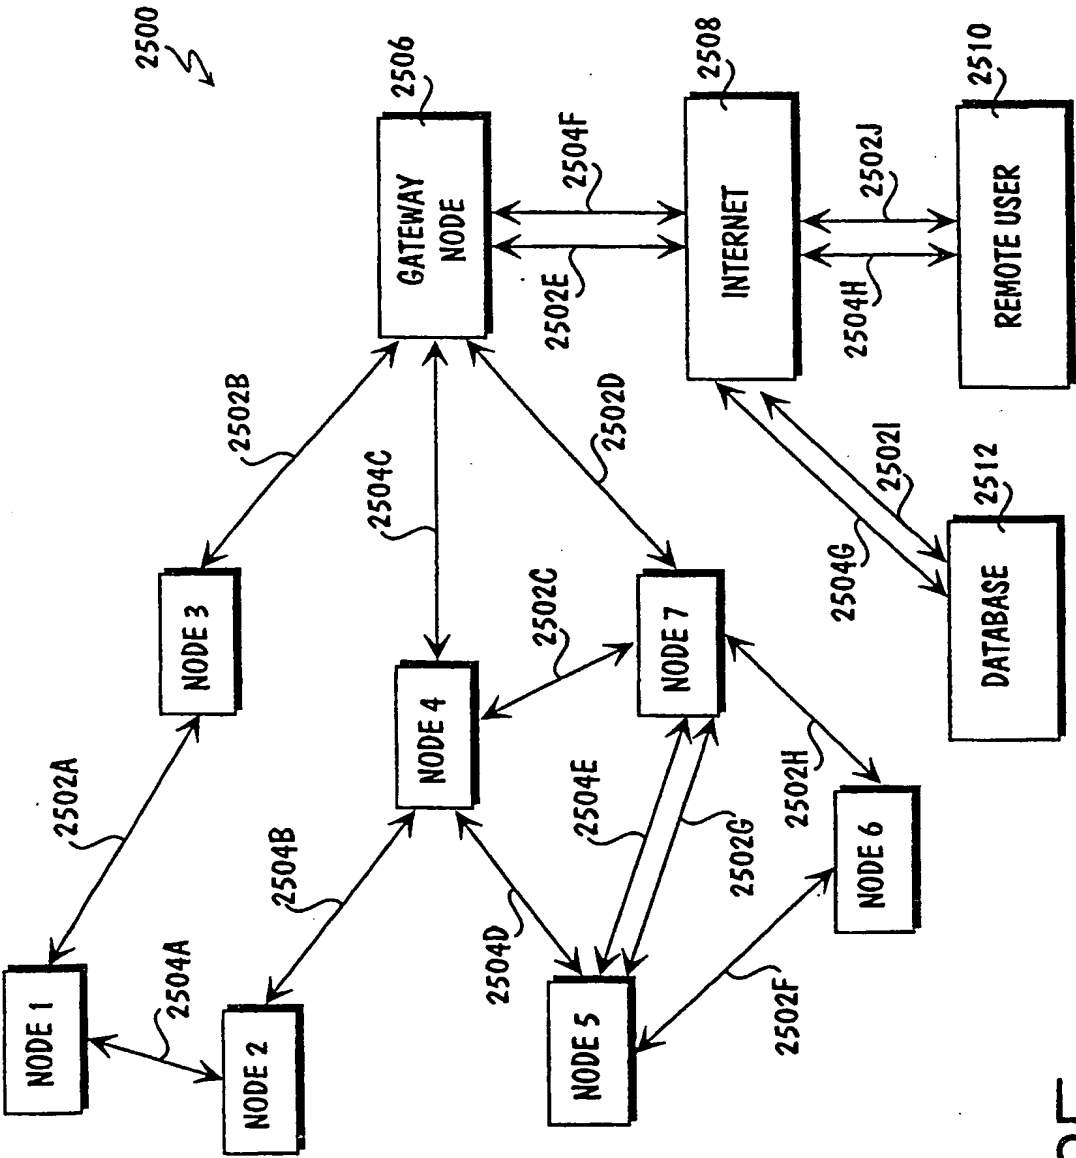 NODE 1
2504A
2502A
2500
NODE 2
NODE 3
2502B
2504B
2504C
2506
NODE 4
GATEWAY
NODE
2504D
2502C
NODE 5
2504E
2502D
2502E
2504F
NODE 7
2502G
2508
INTERNET
2502F
2502H
2504G
2504H
2502J
NODE 6
2502I
2512
2510
DATABASE
REMOTE USER